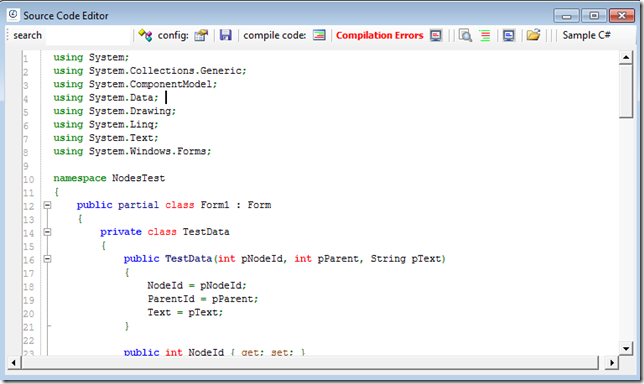 Source Code Editor
search config: compile code: Compilation Errors Sample C#
1 using System;
2 using System.Collections.Generic;
3 using System.ComponentModel;
4 using System.Data;
5 using System.Drawing;
6 using System.Linq;
7 using System.Text;
8 using System.Windows.Forms;
9
10 namespace NodesTest
11 {
12 public partial class Form1 : Form
13 {
14 private class TestData
15 {
16 public TestData(int pNodeId, int pParent, String pText)
17 {
18 NodeId = pNodeId;
19 ParentId = pParent;
20 Text = pText;
21 }
22
23 public int NodeId { get; set; }